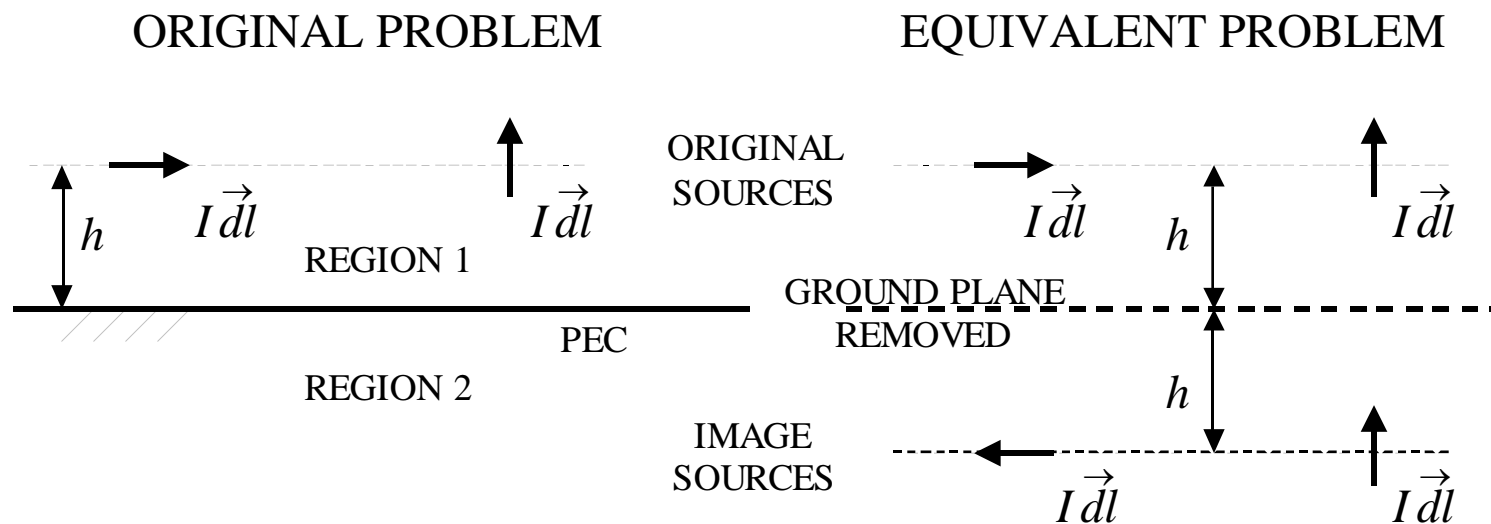 ORIGINAL PROBLEM
EQUIVALENT PROBLEM
ORIGINAL
SOURCES
h
I dl
I dl
REGION 1
I dl
h
I dl
GROUND PLANE
REMOVED
PEC
REGION 2
h
IMAGE
SOURCES
I dl
I dl